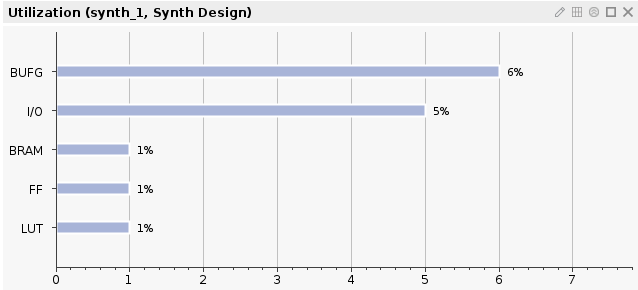 Utilization (synth_1, Synth Design)
BUFG 6%
I/O 5%
BRAM 1%
FF 1%
LUT 1%
0 1 2 3 4 5 6 7